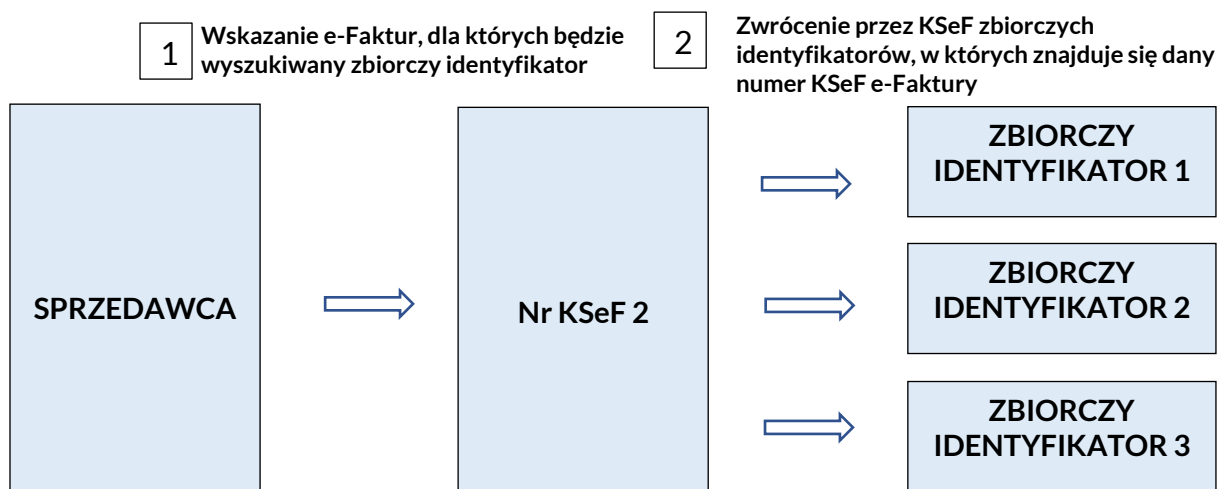 1
Wskazanie e-Faktur, dla których będzie
wyszukiwany zbiorczy identyfikator
2
Zwrócenie przez KSeF zbiorczych
identyfikatorów, w których znajduje się dany
numer KSeF e-Faktury
SPRZEDAWCA
Nr KSeF 2
ZBIORCZY
IDENTYFIKATOR 1
ZBIORCZY
IDENTYFIKATOR 2
ZBIORCZY
IDENTYFIKATOR 3